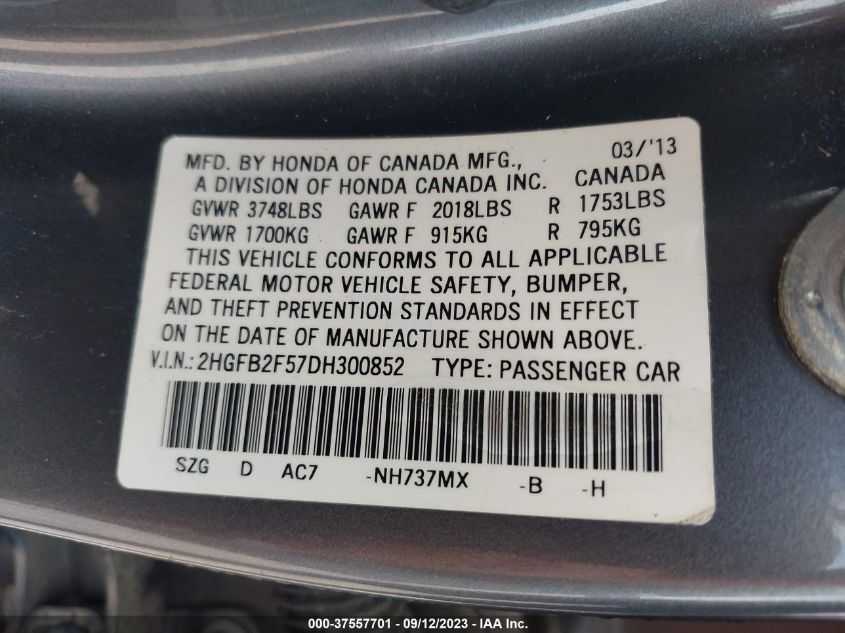 03/'13
MFD. BY HONDA OF CANADA MFG.,
A DIVISION OF HONDA CANADA INC. CANADA
GVWR 3748LBS GAWR F 2018LBS R 1753LBS
GVWR 1700KG GAWR F 915KG R 795KG
THIS VEHICLE CONFORMS TO ALL APPLICABLE
FEDERAL MOTOR VEHICLE SAFETY, BUMPER,
AND THEFT PREVENTION STANDARDS IN EFFECT
ON THE DATE OF MANUFACTURE SHOWN ABOVE.
V.I.N.: 2HGFB2F57DH300852 TYPE: PASSENGER CAR
SZG D AC7 -NH737MX -B -H
000-37557701 - 09/12/2023 - IAA Inc.